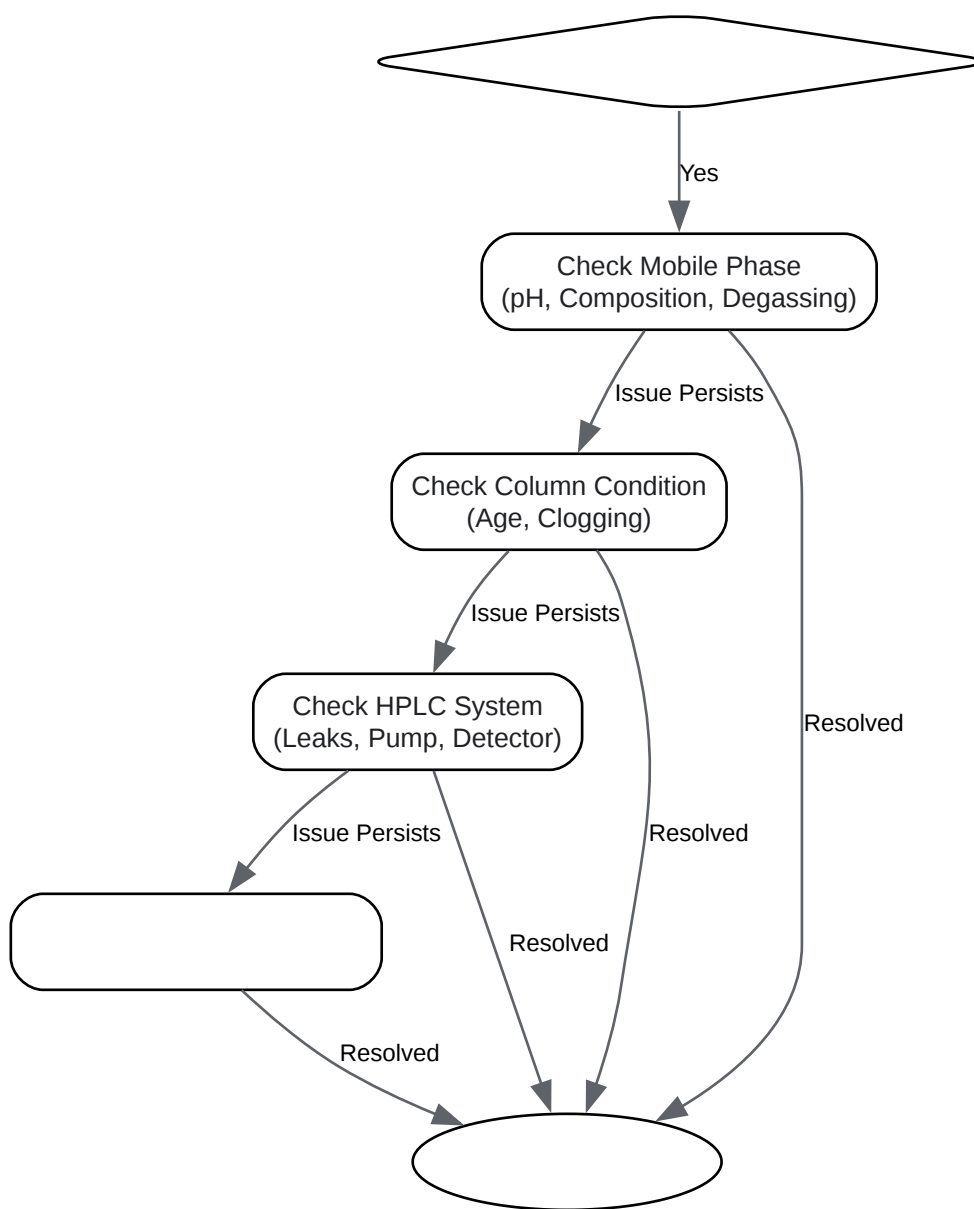 Yes
Check Mobile Phase
(pH, Composition, Degassing)
Issue Persists
Check Column Condition
(Age, Clogging)
Issue Persists
Check HPLC System
(Leaks, Pump, Detector)
Resolved
Issue Persists
Resolved
Resolved
Resolved